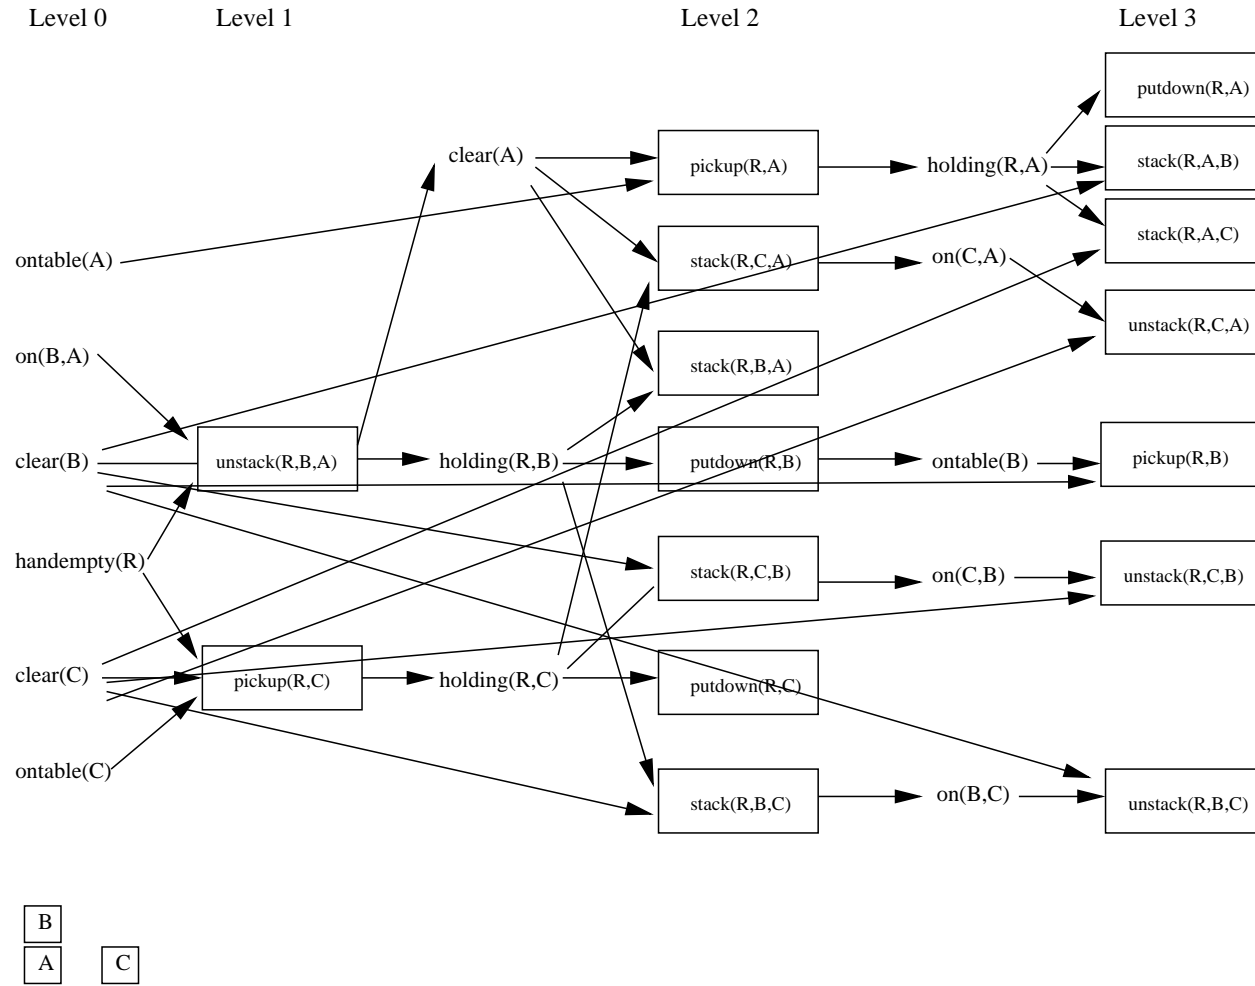 Level 0 Level 1 Level 2 Level 3
putdown(R,A)
clear(A) pickup(R,A) holding(R,A) stack(R,A,B)
stack(R,A,C)
ontable(A) stack(R,C,A) on(C,A)
unstack(R,C,A)
on(B,A) stack(R,B,A)
clear(B) unstack(R,B,A) holding(R,B) putdown(R,B) ontable(B) pickup(R,B)
handempty(R) stack(R,C,B) on(C,B) unstack(R,C,B)
clear(C) pickup(R,C) holding(R,C) putdown(R,C)
ontable(C)
stack(R,B,C) on(B,C) unstack(R,B,C)
B
A C